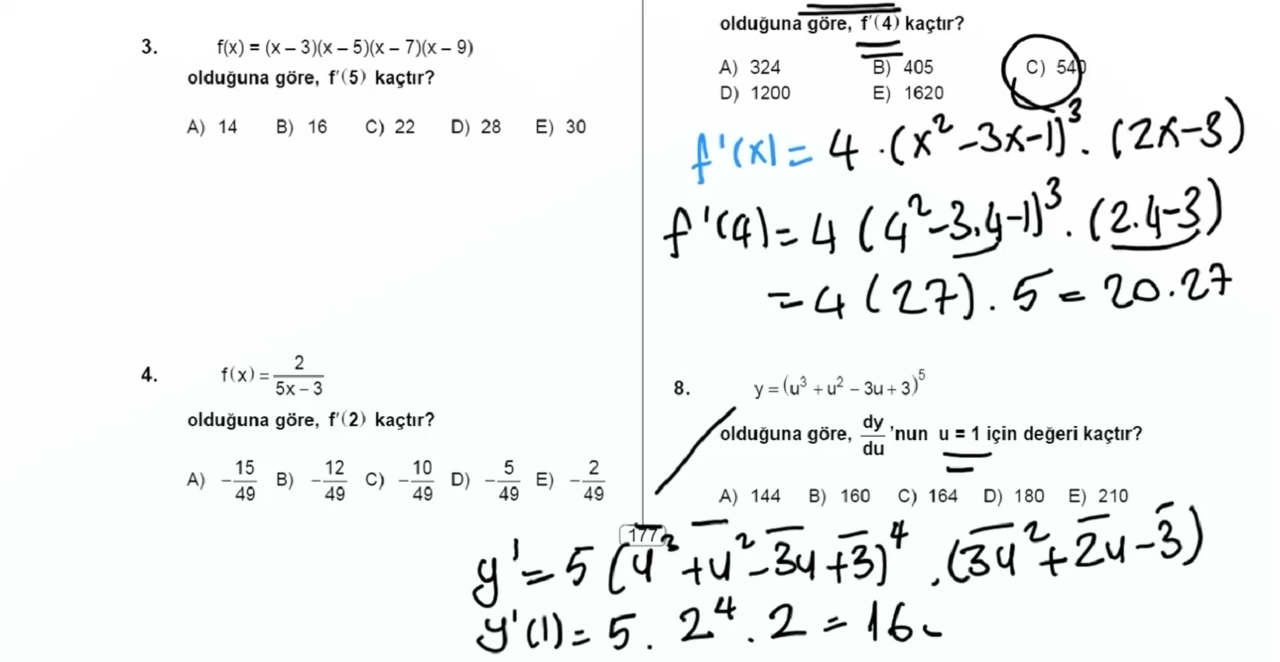 3. f(x) = (x – 3)(x – 5)(x – 7)(x – 9)
olduğuna göre, f'(5) kaçtır?
A) 14 B) 16 C) 22 D) 28 E) 30
4. f(x) = 2/(5x – 3)
olduğuna göre, f'(2) kaçtır?
A) –15/49 B) –12/49 C) –10/49 D) –5/49 E) –2/49
177
olduğuna göre, f'(4) kaçtır?
A) 324 B) 405 C) 540
D) 1200 E) 1620
f'(x) = 4 · (x² – 3x – 1)³ · (2x – 3)
f'(4) = 4 (4² – 3.4 – 1)³ · (2.4 – 3)
= 4 (27) . 5 = 20.27
8. y = (u³ + u² – 3u + 3)⁵
olduğuna göre, dy/du 'nun u = 1 için değeri kaçtır?
A) 144 B) 160 C) 164 D) 180 E) 210
y' = 5 (u³ + u² – 3u + 3)⁴ . (3u² + 2u – 3)
y'(1) = 5 . 2⁴ . 2 = 16